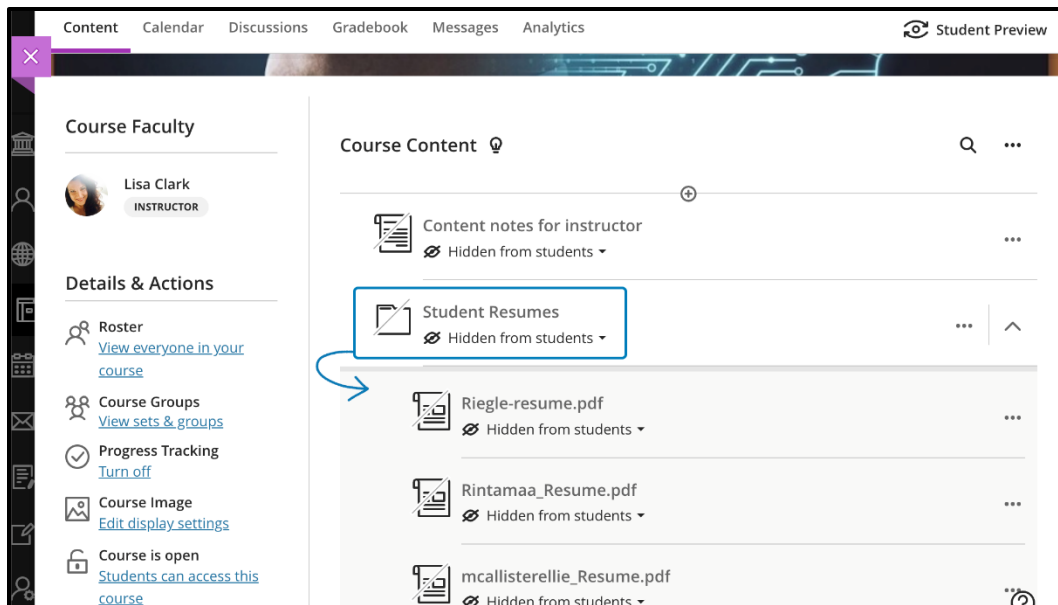 Content Calendar Discussions Gradebook Messages Analytics Student Preview
Course Faculty
Lisa Clark
INSTRUCTOR
Details & Actions
Roster
View everyone in your
course
Course Groups
View sets & groups
Progress Tracking
Turn off
Course Image
Edit display settings
Course is open
Students can access this
course
Course Content
Content notes for instructor
Hidden from students
Student Resumes
Hidden from students
Riegle-resume.pdf
Hidden from students
Rintamaa_Resume.pdf
Hidden from students
mcallisterellie_Resume.pdf
Hidden from students